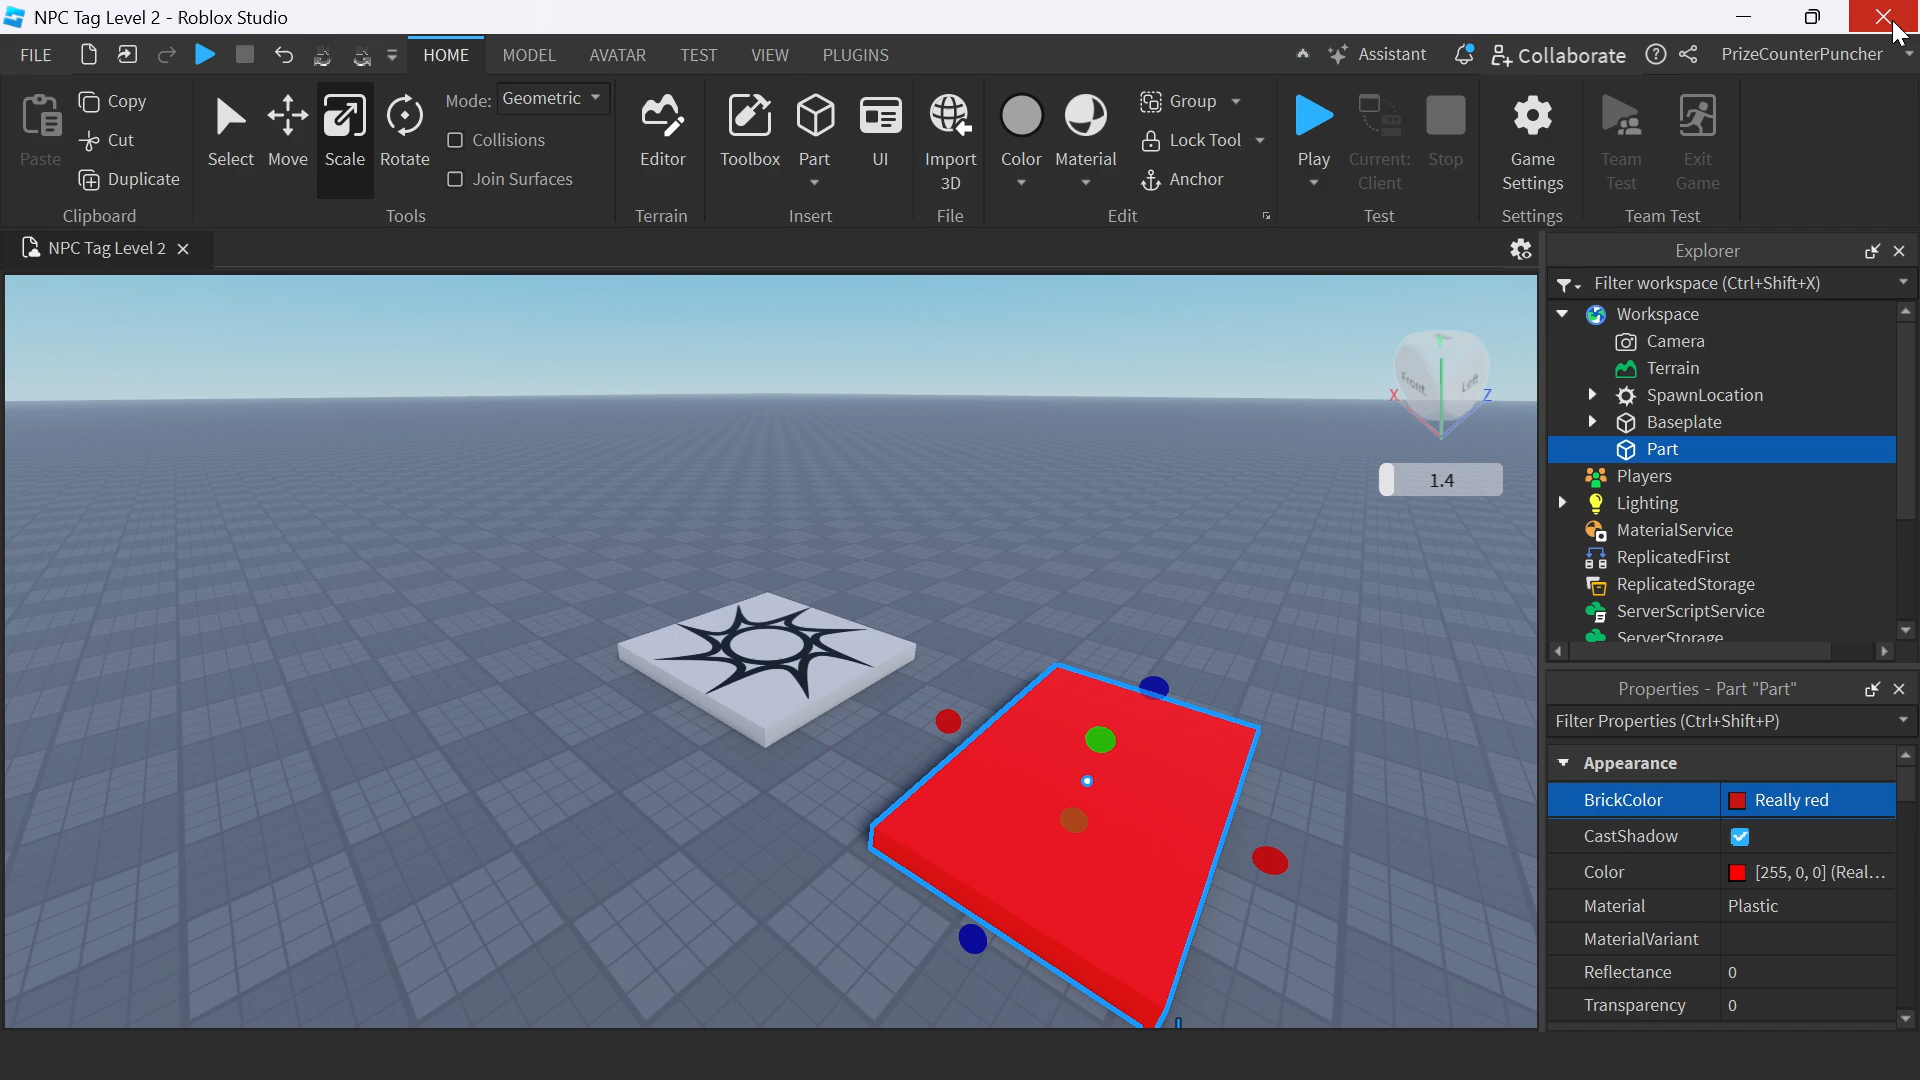 NPC Tag Level 2 - Roblox Studio
FILE HOME MODEL AVATAR TEST VIEW PLUGINS Assistant Collaborate PrizeCounterPuncher
Paste
Copy
Cut
Duplicate
Clipboard
Select Move Scale Rotate
Mode: Geometric
Collisions
Join Surfaces
Tools
Editor
Terrain
Toolbox Part UI
Insert
Import
3D
File
Color Material
Group
Lock Tool
Anchor
Edit
Play
Current:
Client
Stop
Test
Game
Settings
Settings
Team
Test
Exit
Game
Team Test
NPC Tag Level 2
Front
Left
X
Z
1.4
Explorer
Filter workspace (Ctrl+Shift+X)
Workspace
Camera
Terrain
SpawnLocation
Baseplate
Part
Players
Lighting
MaterialService
ReplicatedFirst
ReplicatedStorage
ServerScriptService
ServerStorage
Properties - Part "Part"
Filter Properties (Ctrl+Shift+P)
Appearance
BrickColor Really red
CastShadow
Color [255, 0, 0] (Real...
Material Plastic
MaterialVariant
Reflectance 0
Transparency 0